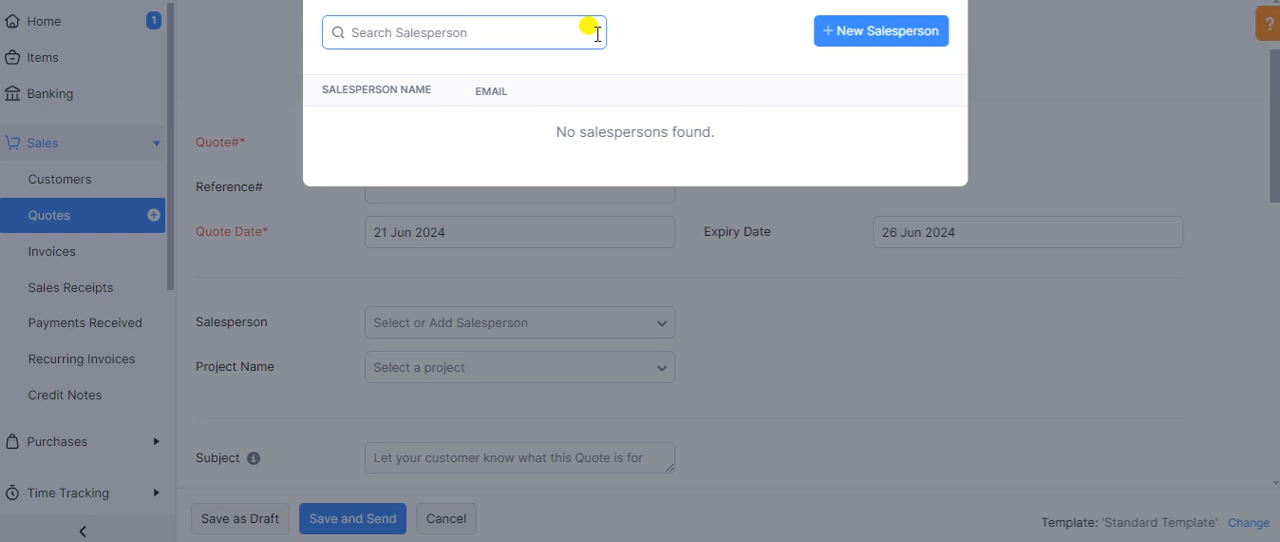 Home 1
Items
Banking
Sales
Customers
Quotes
Invoices
Sales Receipts
Payments Received
Recurring Invoices
Credit Notes
Purchases
Time Tracking
Search Salesperson
+ New Salesperson
?
SALESPERSON NAME EMAIL
No salespersons found.
Quote#*
Reference#
Quote Date* 21 Jun 2024 Expiry Date 26 Jun 2024
Salesperson Select or Add Salesperson
Project Name Select a project
Subject Let your customer know what this Quote is for
Save as Draft Save and Send Cancel
Template: 'Standard Template' Change